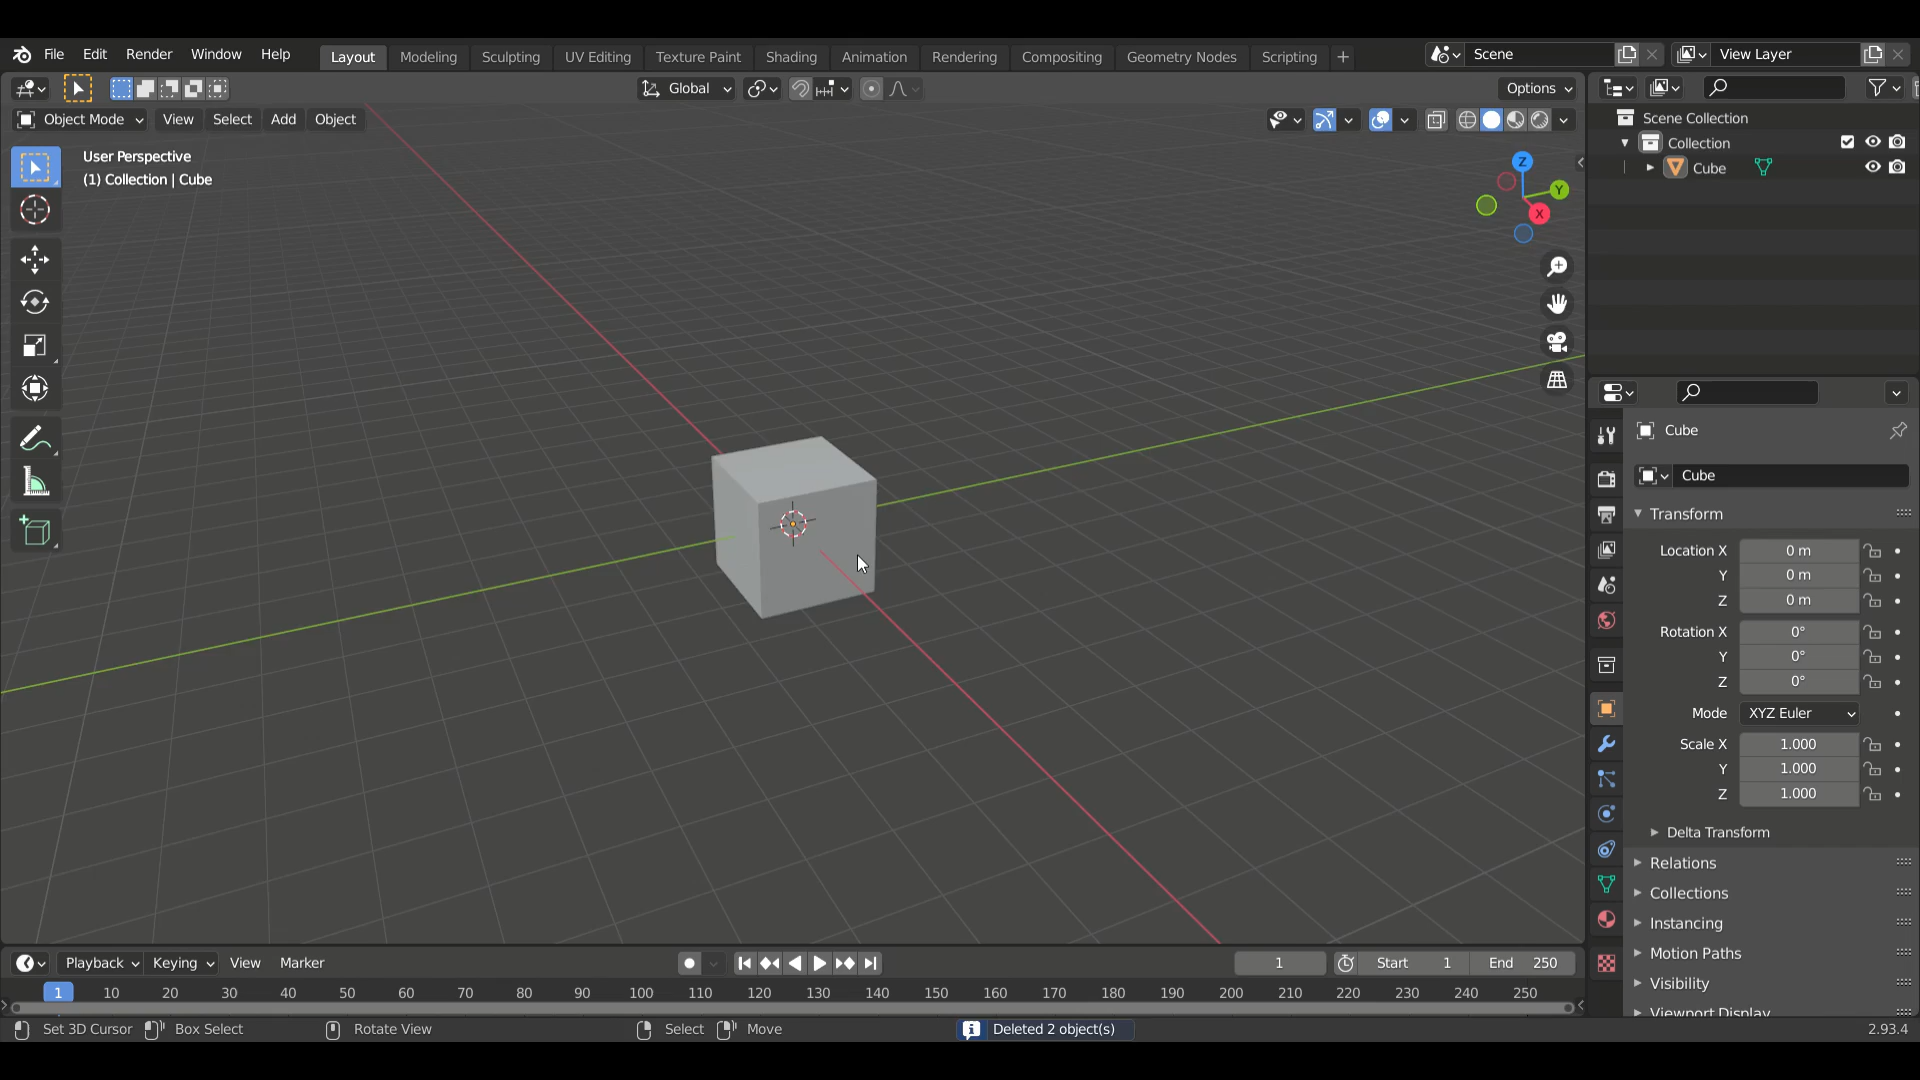 File Edit Render Window Help Layout Modeling Sculpting UV Editing Texture Paint Shading Animation Rendering Compositing Geometry Nodes Scripting + Scene View Layer
Global Options
Object Mode View Select Add Object
User Perspective
(1) Collection | Cube
Z
Y
X
Scene Collection
Collection
Cube
Cube
Cube
Transform
Location X 0 m
Y 0 m
Z 0 m
Rotation X 0°
Y 0°
Z 0°
Mode XYZ Euler
Scale X 1.000
Y 1.000
Z 1.000
Delta Transform
Relations
Collections
Instancing
Motion Paths
Visibility
Viewport Display
Playback Keying View Marker 1 Start 1 End 250
1 10 20 30 40 50 60 70 80 90 100 110 120 130 140 150 160 170 180 190 200 210 220 230 240 250
Set 3D Cursor Box Select Rotate View Select Move Deleted 2 object(s) 2.93.4